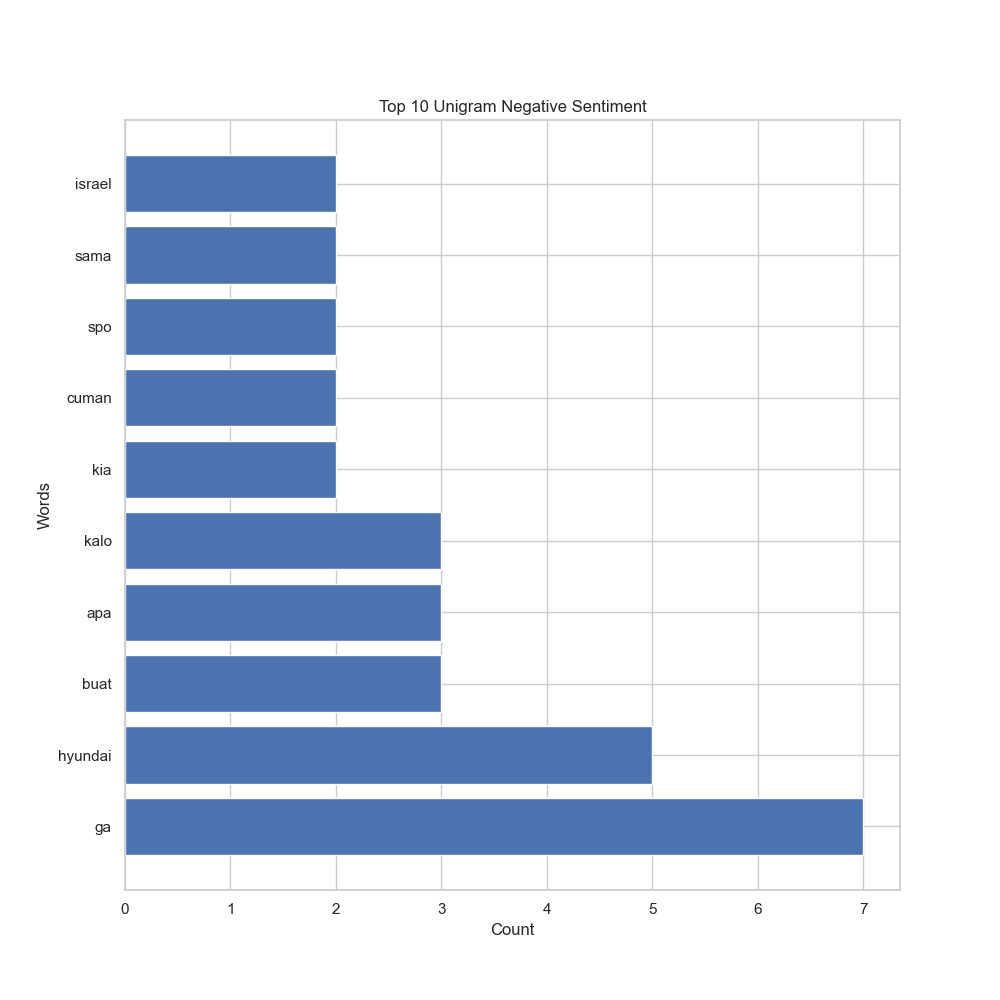 Top 10 Unigram Negative Sentiment
israel
sama
spo
cuman
kia
kalo
apa
buat
hyundai
ga
Words
0 1 2 3 4 5 6 7
Count